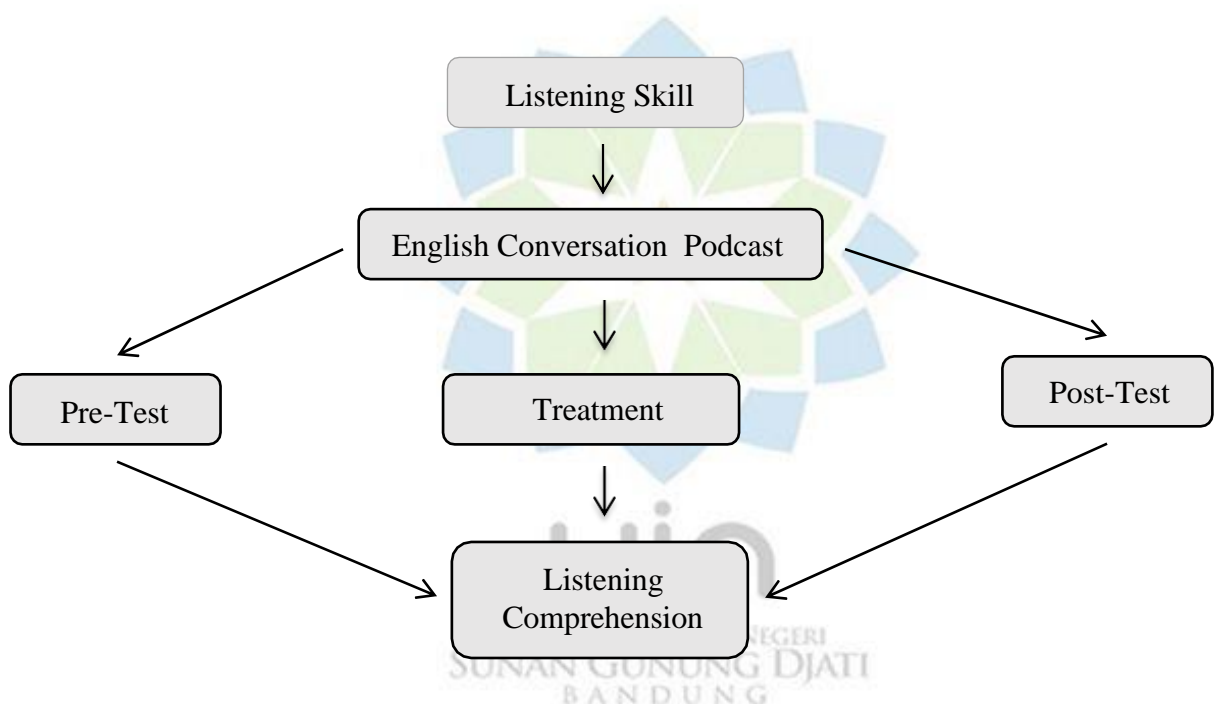 Listening Skill
English Conversation Podcast
Pre-Test
Treatment
Post-Test
Listening
Comprehension
NEGERI
SUNAN GUNUNG DJATI
BANDUNG